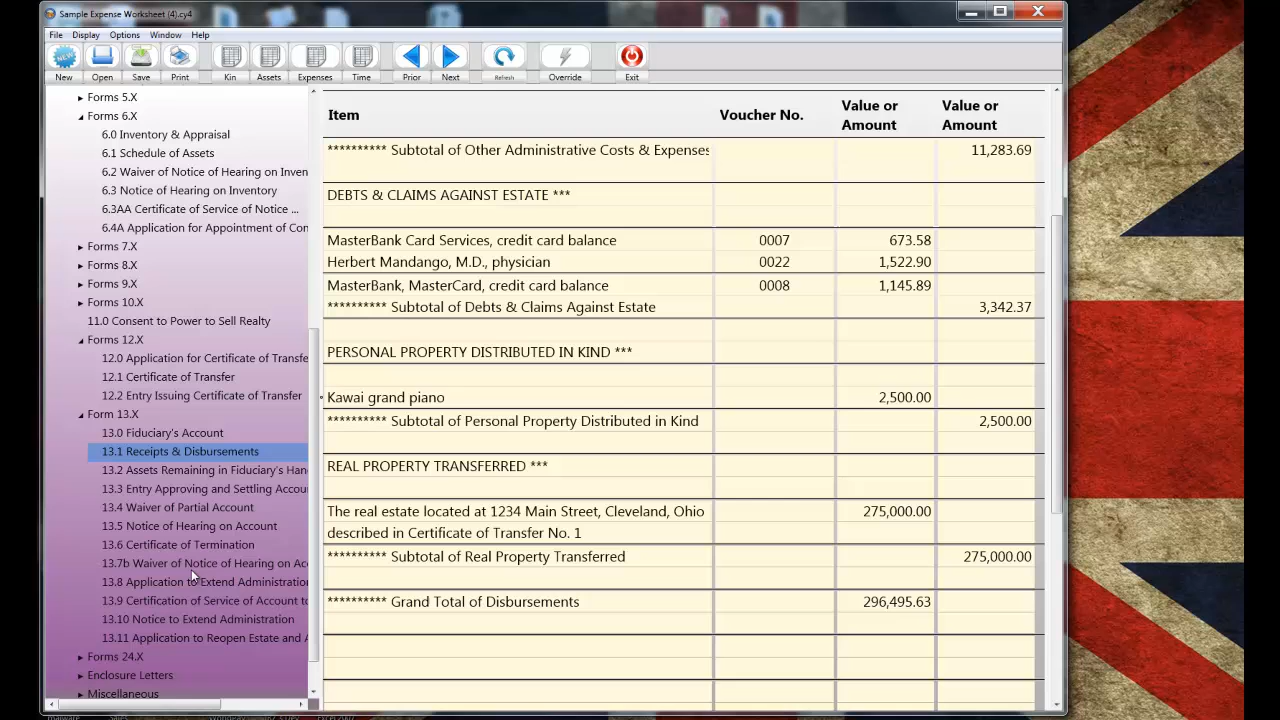 Sample Expense Worksheet (4).cy4
File Display Options Window Help
NEW
New Open Save Print Kin Assets Expenses Time Prior Next Refresh Override Exit
Forms 5.X
Forms 6.X
6.0 Inventory & Appraisal
6.1 Schedule of Assets
6.2 Waiver of Notice of Hearing on Inven
6.3 Notice of Hearing on Inventory
6.3AA Certificate of Service of Notice ...
6.4A Application for Appointment of Con
Forms 7.X
Forms 8.X
Forms 9.X
Forms 10.X
11.0 Consent to Power to Sell Realty
Forms 12.X
12.0 Application for Certificate of Transfe
12.1 Certificate of Transfer
12.2 Entry Issuing Certificate of Transfer
Form 13.X
13.0 Fiduciary's Account
13.1 Receipts & Disbursements
13.2 Assets Remaining in Fiduciary's Han
13.3 Entry Approving and Settling Accou
13.4 Waiver of Partial Account
13.5 Notice of Hearing on Account
13.6 Certificate of Termination
13.7b Waiver of Notice of Hearing on Ac
13.8 Application to Extend Administration
13.9 Certification of Service of Account to
13.10 Notice to Extend Administration
13.11 Application to Reopen Estate and A
Forms 24.X
Enclosure Letters
Miscellaneous
Item Voucher No. Value or Amount Value or Amount
********** Subtotal of Other Administrative Costs & Expenses 11,283.69
DEBTS & CLAIMS AGAINST ESTATE ***
MasterBank Card Services, credit card balance 0007 673.58
Herbert Mandango, M.D., physician 0022 1,522.90
MasterBank, MasterCard, credit card balance 0008 1,145.89
********** Subtotal of Debts & Claims Against Estate 3,342.37
PERSONAL PROPERTY DISTRIBUTED IN KIND ***
Kawai grand piano 2,500.00
********** Subtotal of Personal Property Distributed in Kind 2,500.00
REAL PROPERTY TRANSFERRED ***
The real estate located at 1234 Main Street, Cleveland, Ohio 275,000.00
described in Certificate of Transfer No. 1
********** Subtotal of Real Property Transferred 275,000.00
********** Grand Total of Disbursements 296,495.63